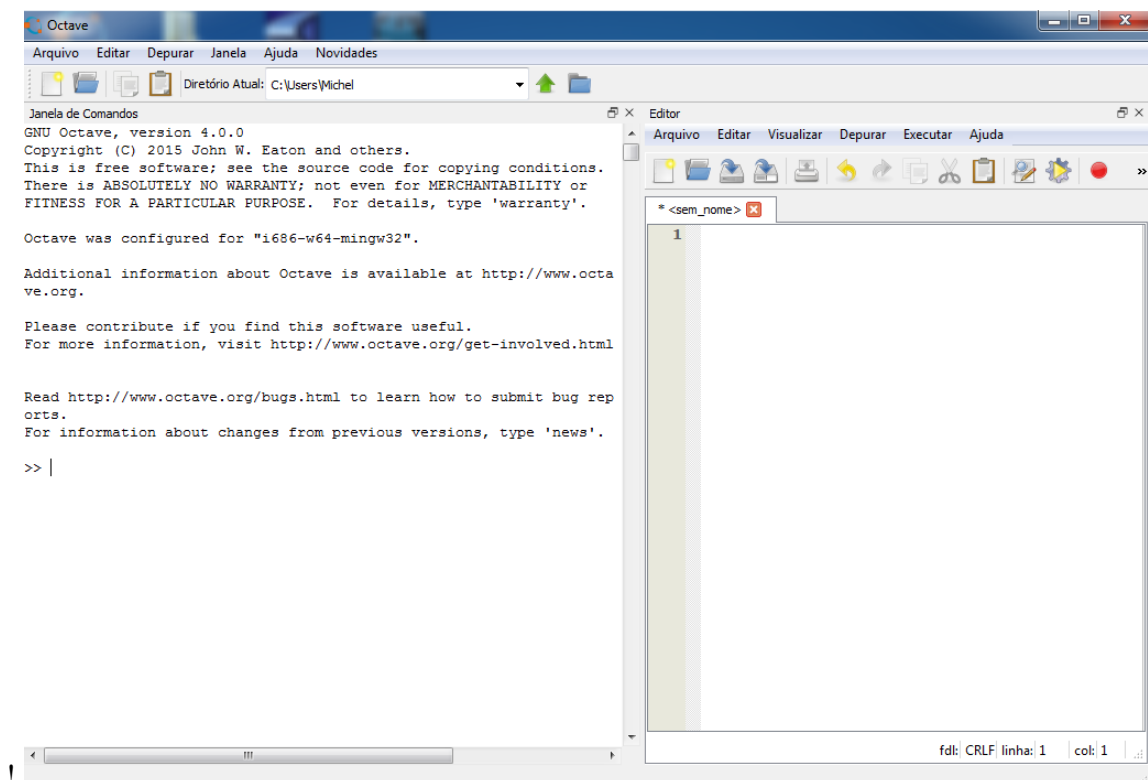 Octave
Arquivo Editar Depurar Janela Ajuda Novidades
Diretório Atual: C:\Users\Michel
Janela de Comandos
GNU Octave, version 4.0.0
Copyright (C) 2015 John W. Eaton and others.
This is free software; see the source code for copying conditions.
There is ABSOLUTELY NO WARRANTY; not even for MERCHANTABILITY or
FITNESS FOR A PARTICULAR PURPOSE.  For details, type 'warranty'.
Octave was configured for "i686-w64-mingw32".
Additional information about Octave is available at http://www.octa
ve.org.
Please contribute if you find this software useful.
For more information, visit http://www.octave.org/get-involved.html
Read http://www.octave.org/bugs.html to learn how to submit bug rep
orts.
For information about changes from previous versions, type 'news'.
>>
Editor
Arquivo Editar Visualizar Depurar Executar Ajuda
»
* <sem_nome>
1
fdl: CRLF linha: 1 col: 1